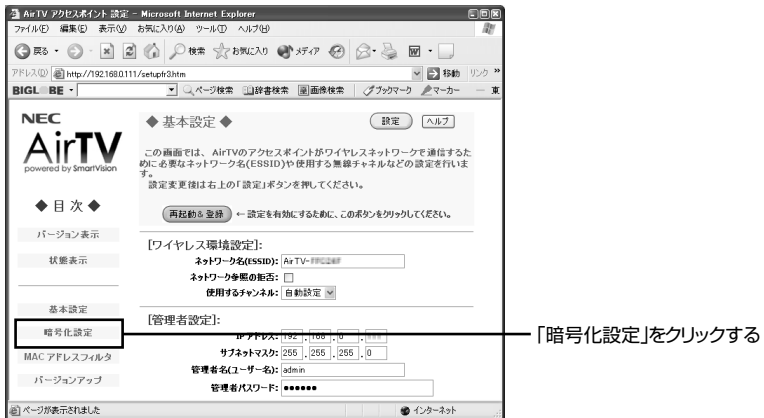 AirTV アクセスポイント 設定 - Microsoft Internet Explorer
ファイル(F) 編集(E) 表示(V) お気に入り(A) ツール(T) ヘルプ(H)
戻る 検索 お気に入り メディア
アドレス(D) http://192.168.0.111/setupfr3.htm 移動 リンク »
BIGLOBE ページ検索 辞書検索 画像検索 ブックマーク マーカー 東
NEC
AirTV
powered by SmartVision
◆ 目 次 ◆
バージョン表示
状態表示
基本設定
暗号化設定
MAC アドレスフィルタ
バージョンアップ
◆ 基本設定 ◆
設定 ヘルプ
この画面では、AirTVのアクセスポイントがワイヤレスネットワークで通信するた
めに必要なネットワーク名(ESSID)や使用する無線チャネルなどの設定を行いま
す。
設定変更後は右上の「設定」ボタンを押してください。
再起動& 登録 ← 設定を有効にするために、このボタンをクリックしてください。
[ワイヤレス環境設定]:
ネットワーク名(ESSID): AirTV-
ネットワーク参照の拒否:
使用するチャンネル: 自動設定
[管理者設定]:
IP アドレス: 192 . 168 . 0 .
サブネットマスク: 255 . 255 . 255 . 0
管理者名(ユーザー名): admin
管理者パスワード: ●●●●●●
ページが表示されました インターネット
「暗号化設定」をクリックする